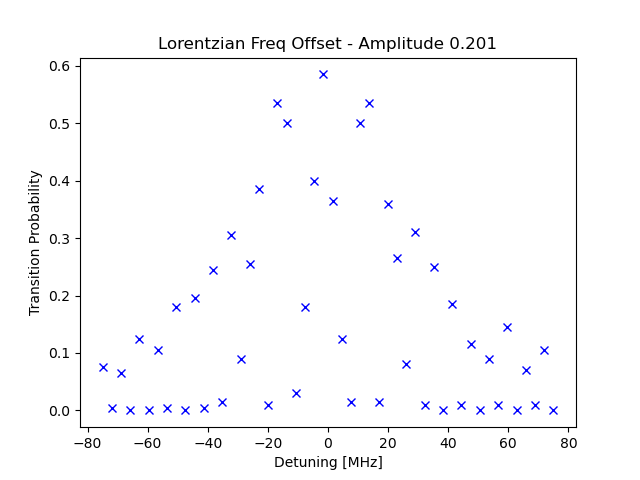 Lorentzian Freq Offset - Amplitude 0.201
0.6
0.5
0.4
0.3
0.2
0.1
0.0
Transition Probability
−80 −60 −40 −20 0 20 40 60 80
Detuning [MHz]